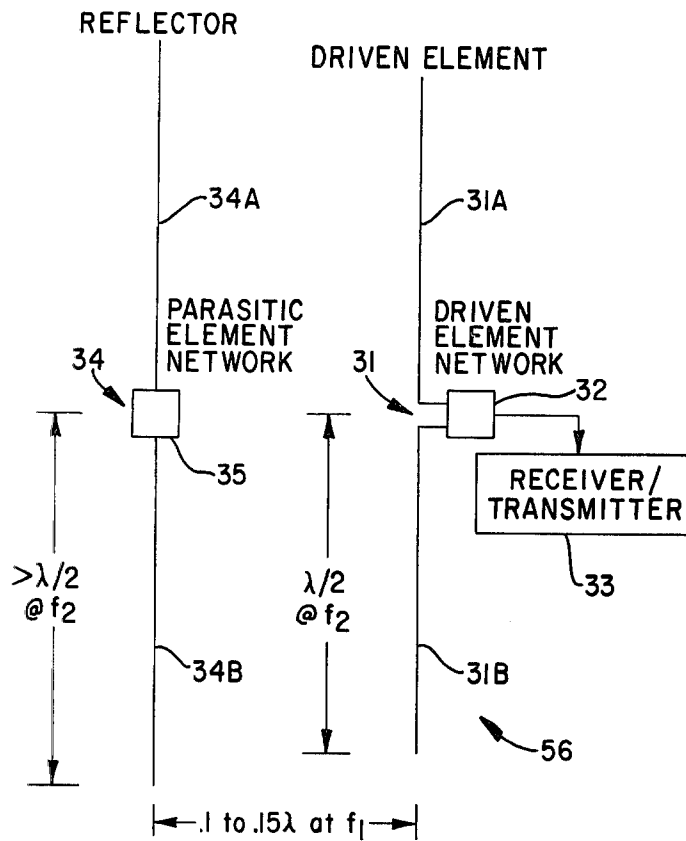 REFLECTOR
DRIVEN ELEMENT
34A
31A
PARASITIC
ELEMENT
NETWORK
DRIVEN
ELEMENT
NETWORK
34
31
32
35
RECEIVER/
TRANSMITTER
33
>λ/2
@ f2
λ/2
@ f2
34B
31B
56
.1 to .15λ at f1